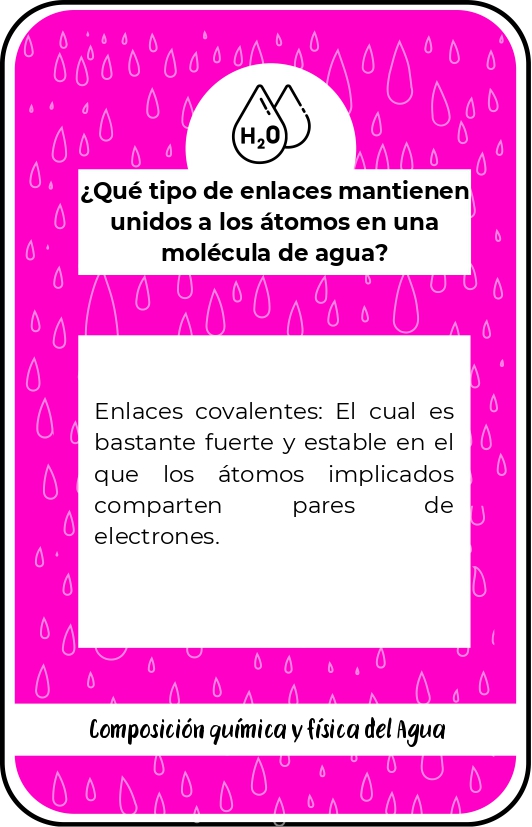 H₂O
¿Qué tipo de enlaces mantienen
unidos a los átomos en una
molécula de agua?
Enlaces covalentes: El cual es
bastante fuerte y estable en el
que los átomos implicados
comparten pares de
electrones.
Composición química y física del Agua